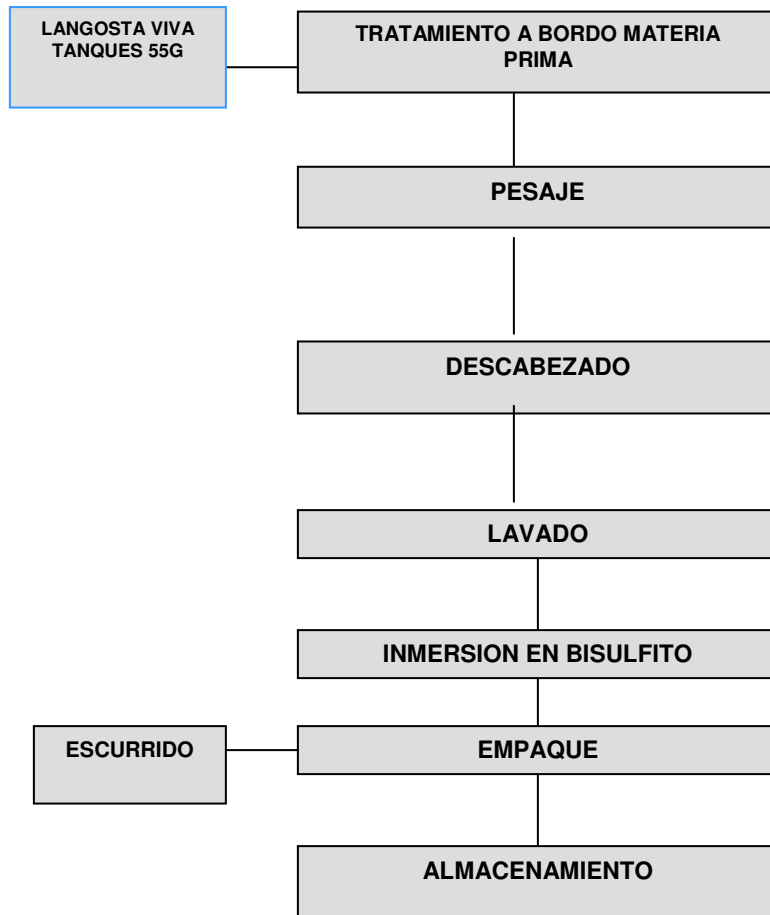 LANGOSTA VIVA
TANQUES 55G
TRATAMIENTO A BORDO MATERIA
PRIMA
PESAJE
DESCABEZADO
LAVADO
INMERSION EN BISULFITO
ESCURRIDO
EMPAQUE
ALMACENAMIENTO